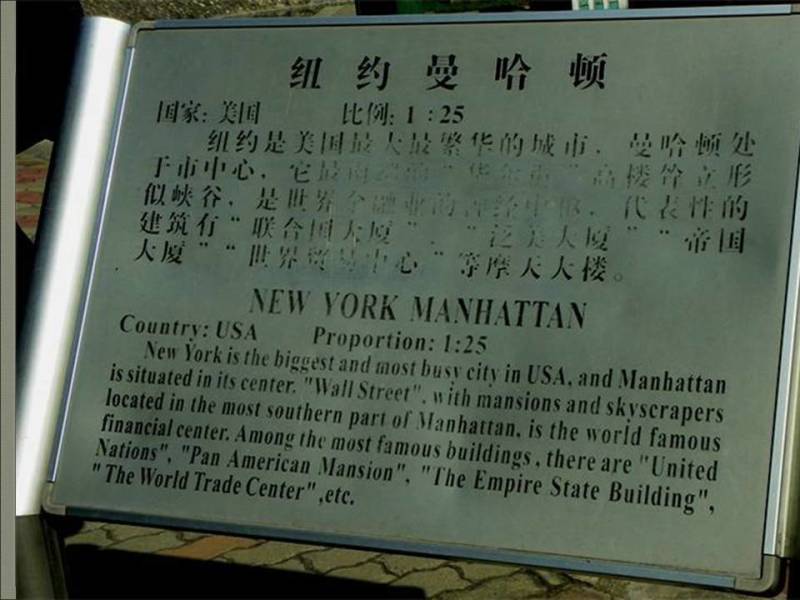 纽约曼哈顿
国家: 美国 比例: 1:25
纽约是美国最大最繁华的城市. 曼哈顿处
于市中心. 它最南 的" "高楼耸立形
似峡谷. 是世界金融业的神经中枢. 代表性的
建筑有"联合国大厦". "泛美大厦" "帝国
大厦" "世界贸易中心"等摩天大楼。
NEW YORK MANHATTAN
Country: USA Proportion: 1:25
New York is the biggest and most busy city in USA, and Manhattan
is situated in its center. "Wall Street". with mansions and skyscrapers
located in the most southern part of Manhattan. is the world famous
financial center. Among the most famous buildings, there are "United
Nations", "Pan American Mansion", "The Empire State Building",
"The World Trade Center",etc.